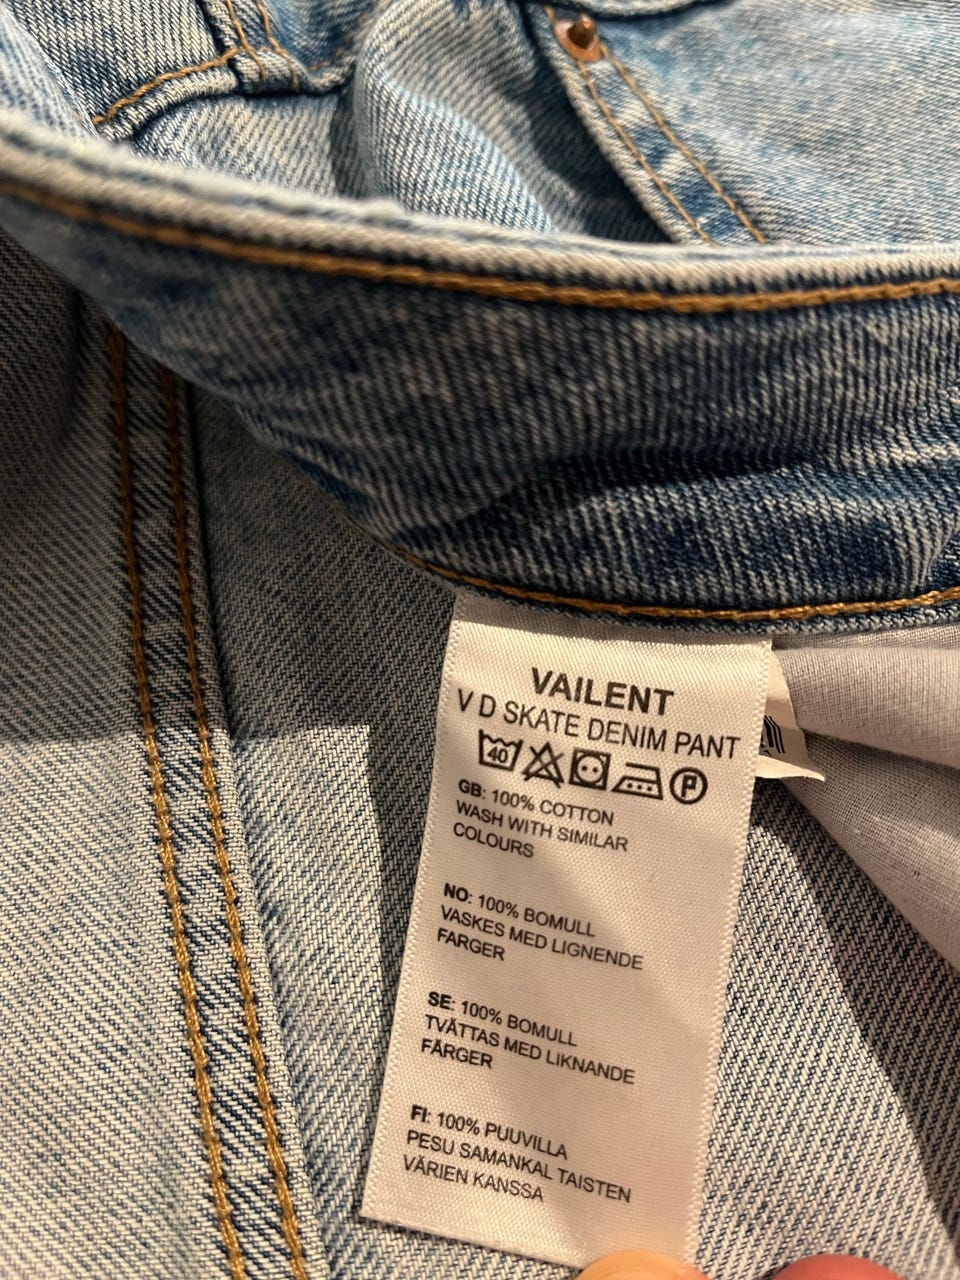 VAILENT
V D SKATE DENIM PANT
40 P
GB: 100% COTTON
WASH WITH SIMILAR
COLOURS
NO: 100% BOMULL
VASKES MED LIGNENDE
FARGER
SE: 100% BOMULL
TVÄTTAS MED LIKNANDE
FÄRGER
FI: 100% PUUVILLA
PESU SAMANKAL TAISTEN
VÄRIEN KANSSA